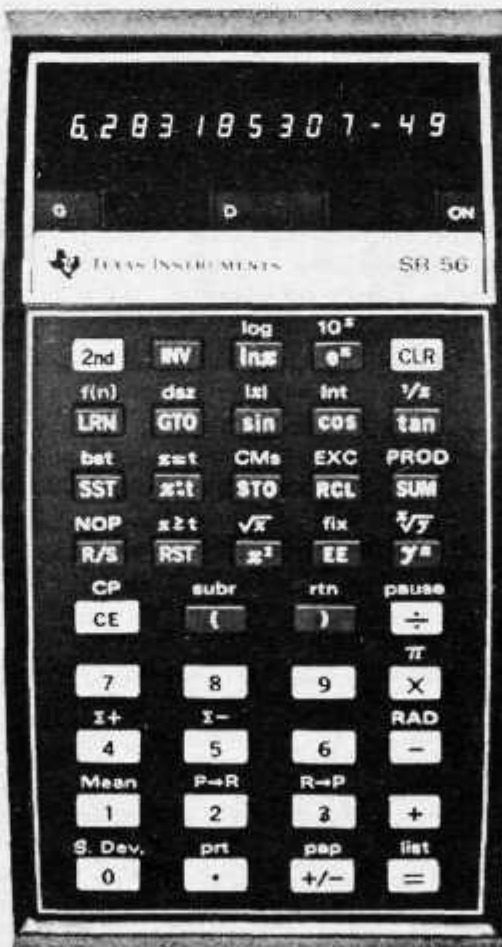 6.283185307-49
G D ON
TEXAS INSTRUMENTS SR-56
log 10ˣ
2nd INV lnx eˣ CLR
f(n) dsz |x| Int 1/x
LRN GTO sin cos tan
bst x=t CMs EXC PROD
SST x:t STO RCL SUM
NOP x≥t √x fix ˣ√y
R/S RST x² EE yˣ
CP subr rtn pause
CE ( ) ÷
π
7 8 9 ×
Σ+ Σ- RAD
4 5 6 −
Mean P→R R→P
1 2 3 +
S. Dev. prt pap list
0 . +/- =